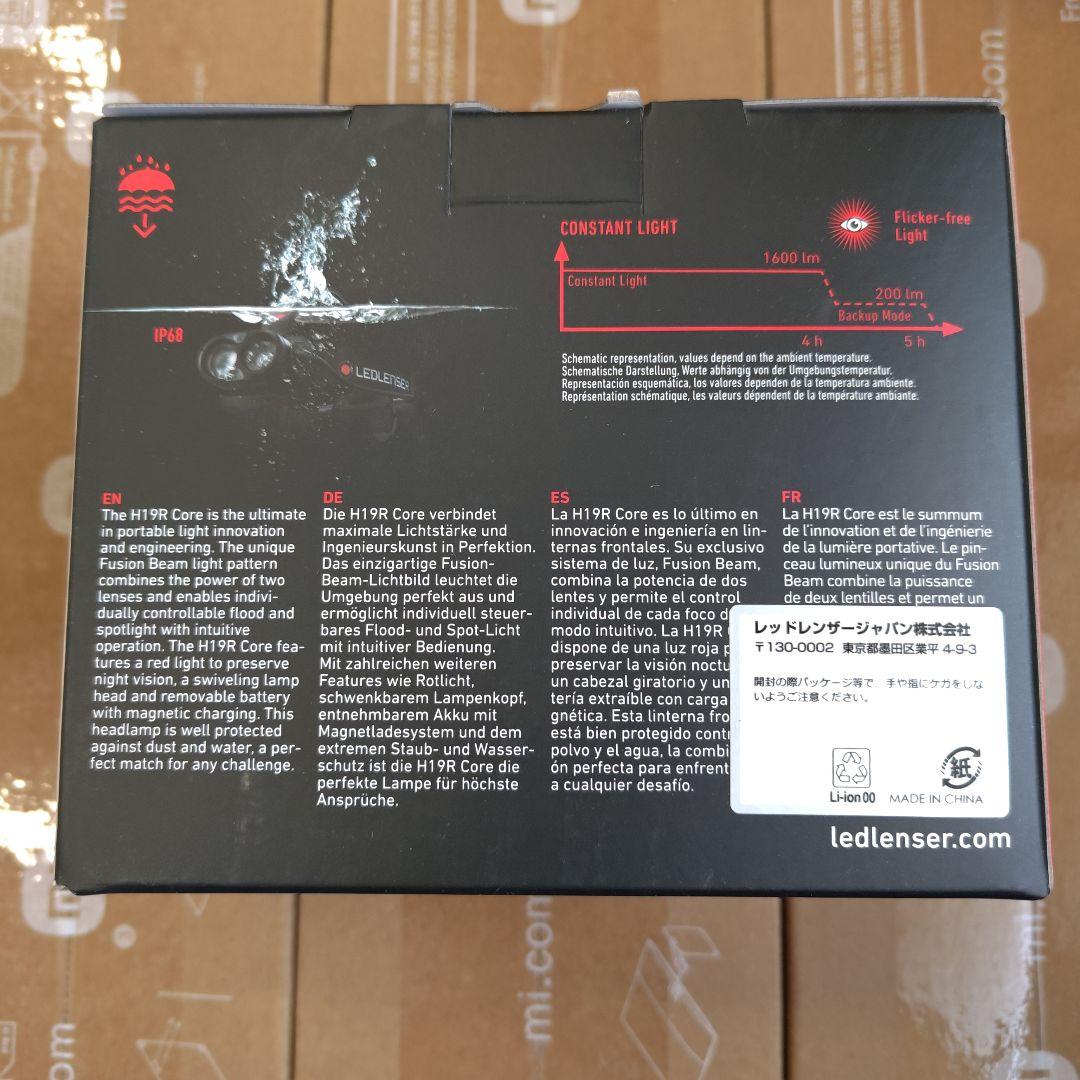 IP68
LEDLENSER
CONSTANT LIGHT
Flicker-free
Light
1600 lm
Constant Light
200 lm
Backup Mode
4 h
5 h
Schematic representation, values depend on the ambient temperature.
Schematische Darstellung, Werte abhängig von der Umgebungstemperatur.
Representación esquemática, los valores dependen de la temperatura ambiente.
Représentation schématique, les valeurs dépendent de la température ambiante.
EN
The H19R Core is the ultimate
in portable light innovation
and engineering. The unique
Fusion Beam light pattern
combines the power of two
lenses and enables indivi-
dually controllable flood and
spotlight with intuitive
operation. The H19R Core fea-
tures a red light to preserve
night vision, a swiveling lamp
head and removable battery
with magnetic charging. This
headlamp is well protected
against dust and water, a per-
fect match for any challenge.
DE
Die H19R Core verbindet
maximale Lichtstärke und
Ingenieurskunst in Perfektion.
Das einzigartige Fusion-
Beam-Lichtbild leuchtet die
Umgebung perfekt aus und
ermöglicht individuell steuer-
bares Flood- und Spot-Licht
mit intuitiver Bedienung.
Mit zahlreichen weiteren
Features wie Rotlicht,
schwenkbarem Lampenkopf,
entnehmbarem Akku mit
Magnetladesystem und dem
extremen Staub- und Wasser-
schutz ist die H19R Core die
perfekte Lampe für höchste
Ansprüche.
ES
La H19R Core es lo último en
innovación e ingeniería en lin-
ternas frontales. Su exclusivo
sistema de luz, Fusion Beam,
combina la potencia de dos
lentes y permite el control
individual de cada foco d
modo intuitivo. La H19R
dispone de una luz roja p
preservar la visión noctu
un cabezal giratorio y un
tería extraíble con carga
gnética. Esta linterna fro
está bien protegido contr
polvo y el agua, la combi
ón perfecta para enfrent
a cualquier desafío.
FR
La H19R Core est le summum
de l'innovation et de l'ingénierie
de la lumière portative. Le pin-
ceau lumineux unique du Fusion
Beam combine la puissance
de deux lentilles et permet un
レッドレンザージャパン株式会社
〒130-0002 東京都墨田区業平 4-9-3
開封の際パッケージ等で、手や指にケガをしな
いようご注意ください。
Li-ion 00
紙
MADE IN CHINA
ledlenser.com
mi.com